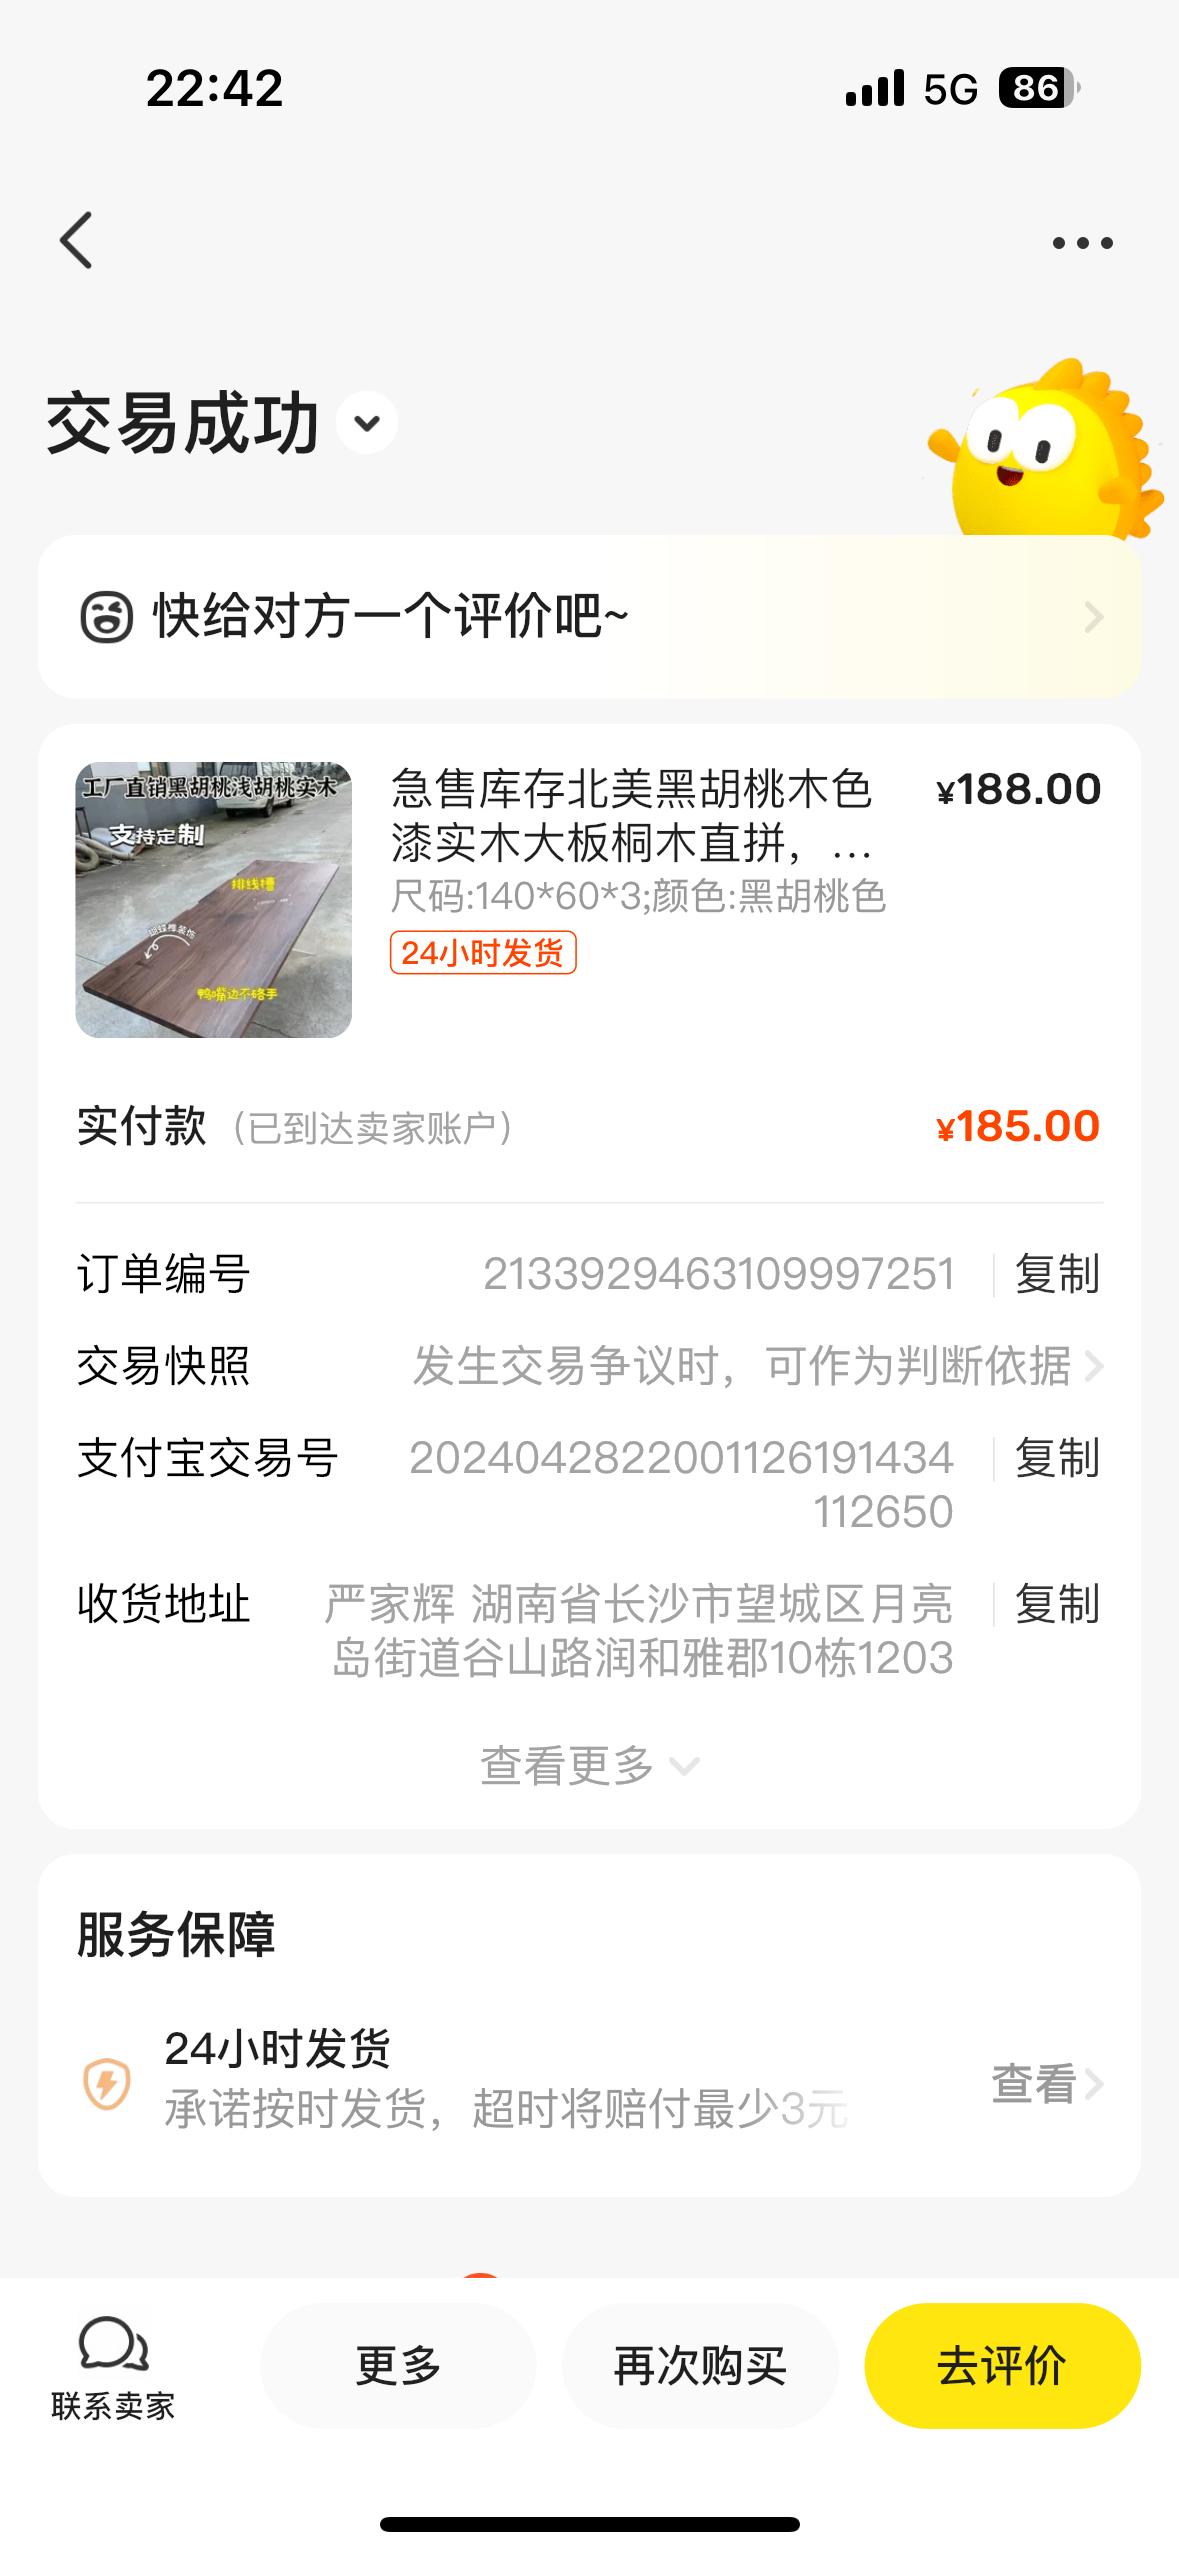 22:42
5G
86
交易成功
快给对方一个评价吧~
工厂直销黑胡桃浅胡桃实木
支持定制
排线槽
蝴蝶榫装饰
鸭嘴边不硌手
急售库存北美黑胡桃木色
漆实木大板桐木直拼，...
¥188.00
尺码:140*60*3;颜色:黑胡桃色
24小时发货
实付款（已到达卖家账户） ¥185.00
订单编号 2133929463109997251 复制
交易快照 发生交易争议时，可作为判断依据
支付宝交易号 2024042822001126191434 复制
112650
收货地址 严家辉 湖南省长沙市望城区月亮 复制
岛街道谷山路润和雅郡10栋1203
查看更多
服务保障
24小时发货
承诺按时发货，超时将赔付最少3元
查看
联系卖家
更多
再次购买
去评价